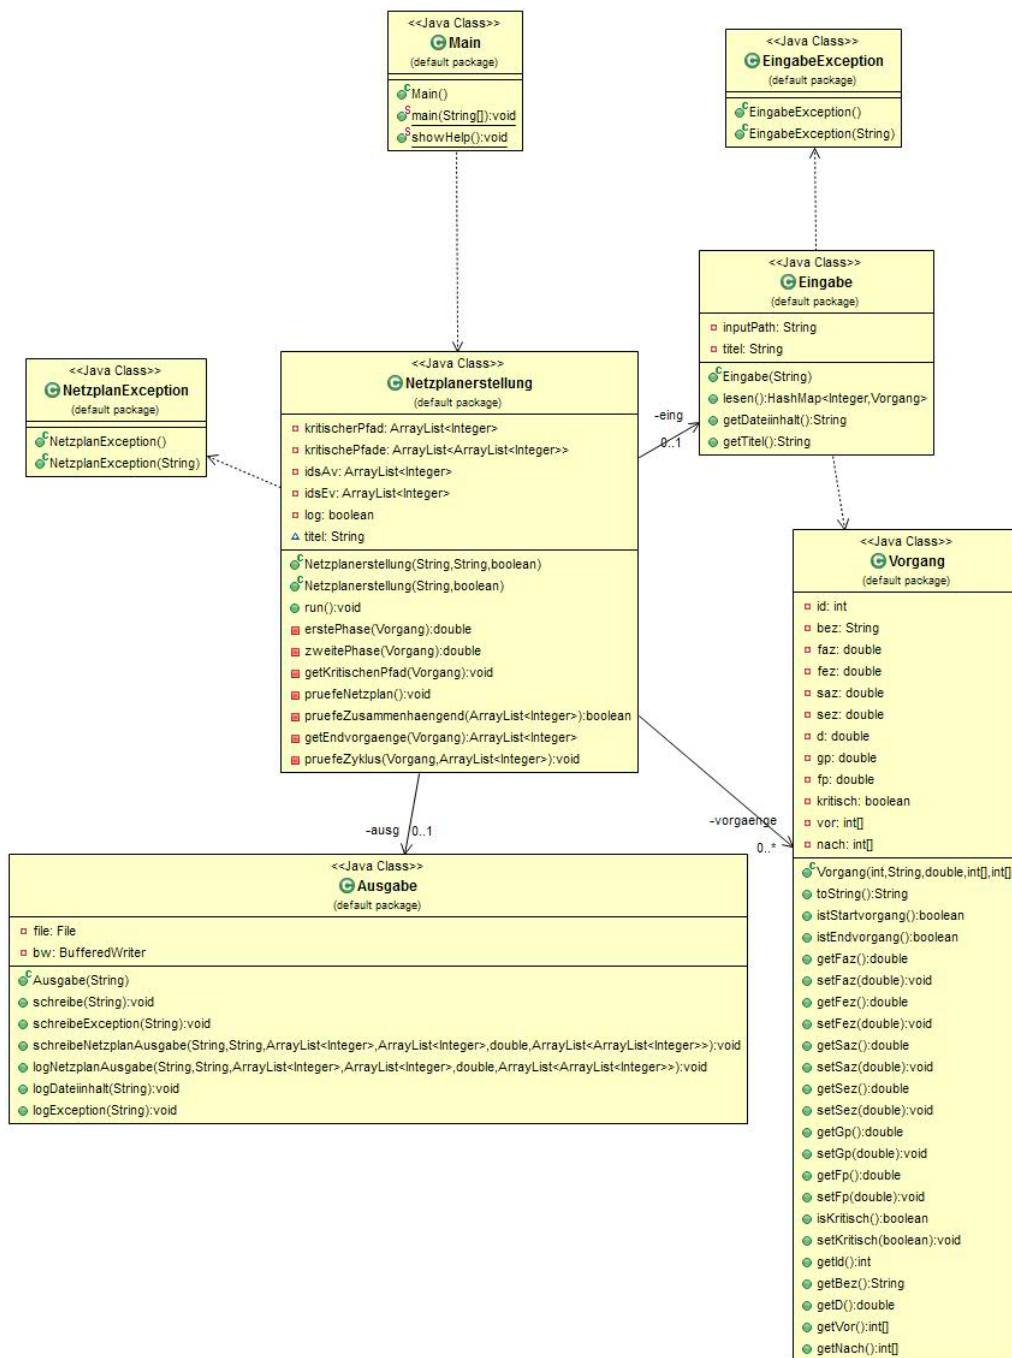 <<Java Class>>
Main
(default package)
Main()
main(String[]):void
showHelp():void
<<Java Class>>
EingabeException
(default package)
EingabeException()
EingabeException(String)
<<Java Class>>
Eingabe
(default package)
inputPath: String
titel: String
Eingabe(String)
lesen():HashMap<Integer,Vorgang>
getDateiinhalt():String
getTitel():String
<<Java Class>>
NetzplanException
(default package)
NetzplanException()
NetzplanException(String)
<<Java Class>>
Netzplanerstellung
(default package)
kritischerPfad: ArrayList<Integer>
kritischePfade: ArrayList<ArrayList<Integer>>
idsAv: ArrayList<Integer>
idsEv: ArrayList<Integer>
log: boolean
titel: String
Netzplanerstellung(String,String,boolean)
Netzplanerstellung(String,boolean)
run():void
erstePhase(Vorgang):double
zweitePhase(Vorgang):double
getKritischenPfad(Vorgang):void
pruefeNetzplan():void
pruefeZusammenhaengend(ArrayList<Integer>):boolean
getEndvorgaenge(Vorgang):ArrayList<Integer>
pruefeZyklus(Vorgang,ArrayList<Integer>):void
-eing
0..1
-ausg
0..1
-vorgaenge
0..*
<<Java Class>>
Vorgang
(default package)
id: int
bez: String
faz: double
fez: double
saz: double
sez: double
d: double
gp: double
fp: double
kritisch: boolean
vor: int[]
nach: int[]
Vorgang(int,String,double,int[],int[])
toString():String
istStartvorgang():boolean
istEndvorgang():boolean
getFaz():double
setFaz(double):void
getFez():double
setFez(double):void
getSaz():double
setSaz(double):void
getSez():double
setSez(double):void
getGp():double
setGp(double):void
getFp():double
setFp(double):void
isKritisch():boolean
setKritisch(boolean):void
getId():int
getBez():String
getD():double
getVor():int[]
getNach():int[]
<<Java Class>>
Ausgabe
(default package)
file: File
bw: BufferedWriter
Ausgabe(String)
schreibe(String):void
schreibeException(String):void
schreibeNetzplanAusgabe(String,String,ArrayList<Integer>,ArrayList<Integer>,double,ArrayList<ArrayList<Integer>>):void
logNetzplanAusgabe(String,String,ArrayList<Integer>,ArrayList<Integer>,double,ArrayList<ArrayList<Integer>>):void
logDateiinhalt(String):void
logException(String):void